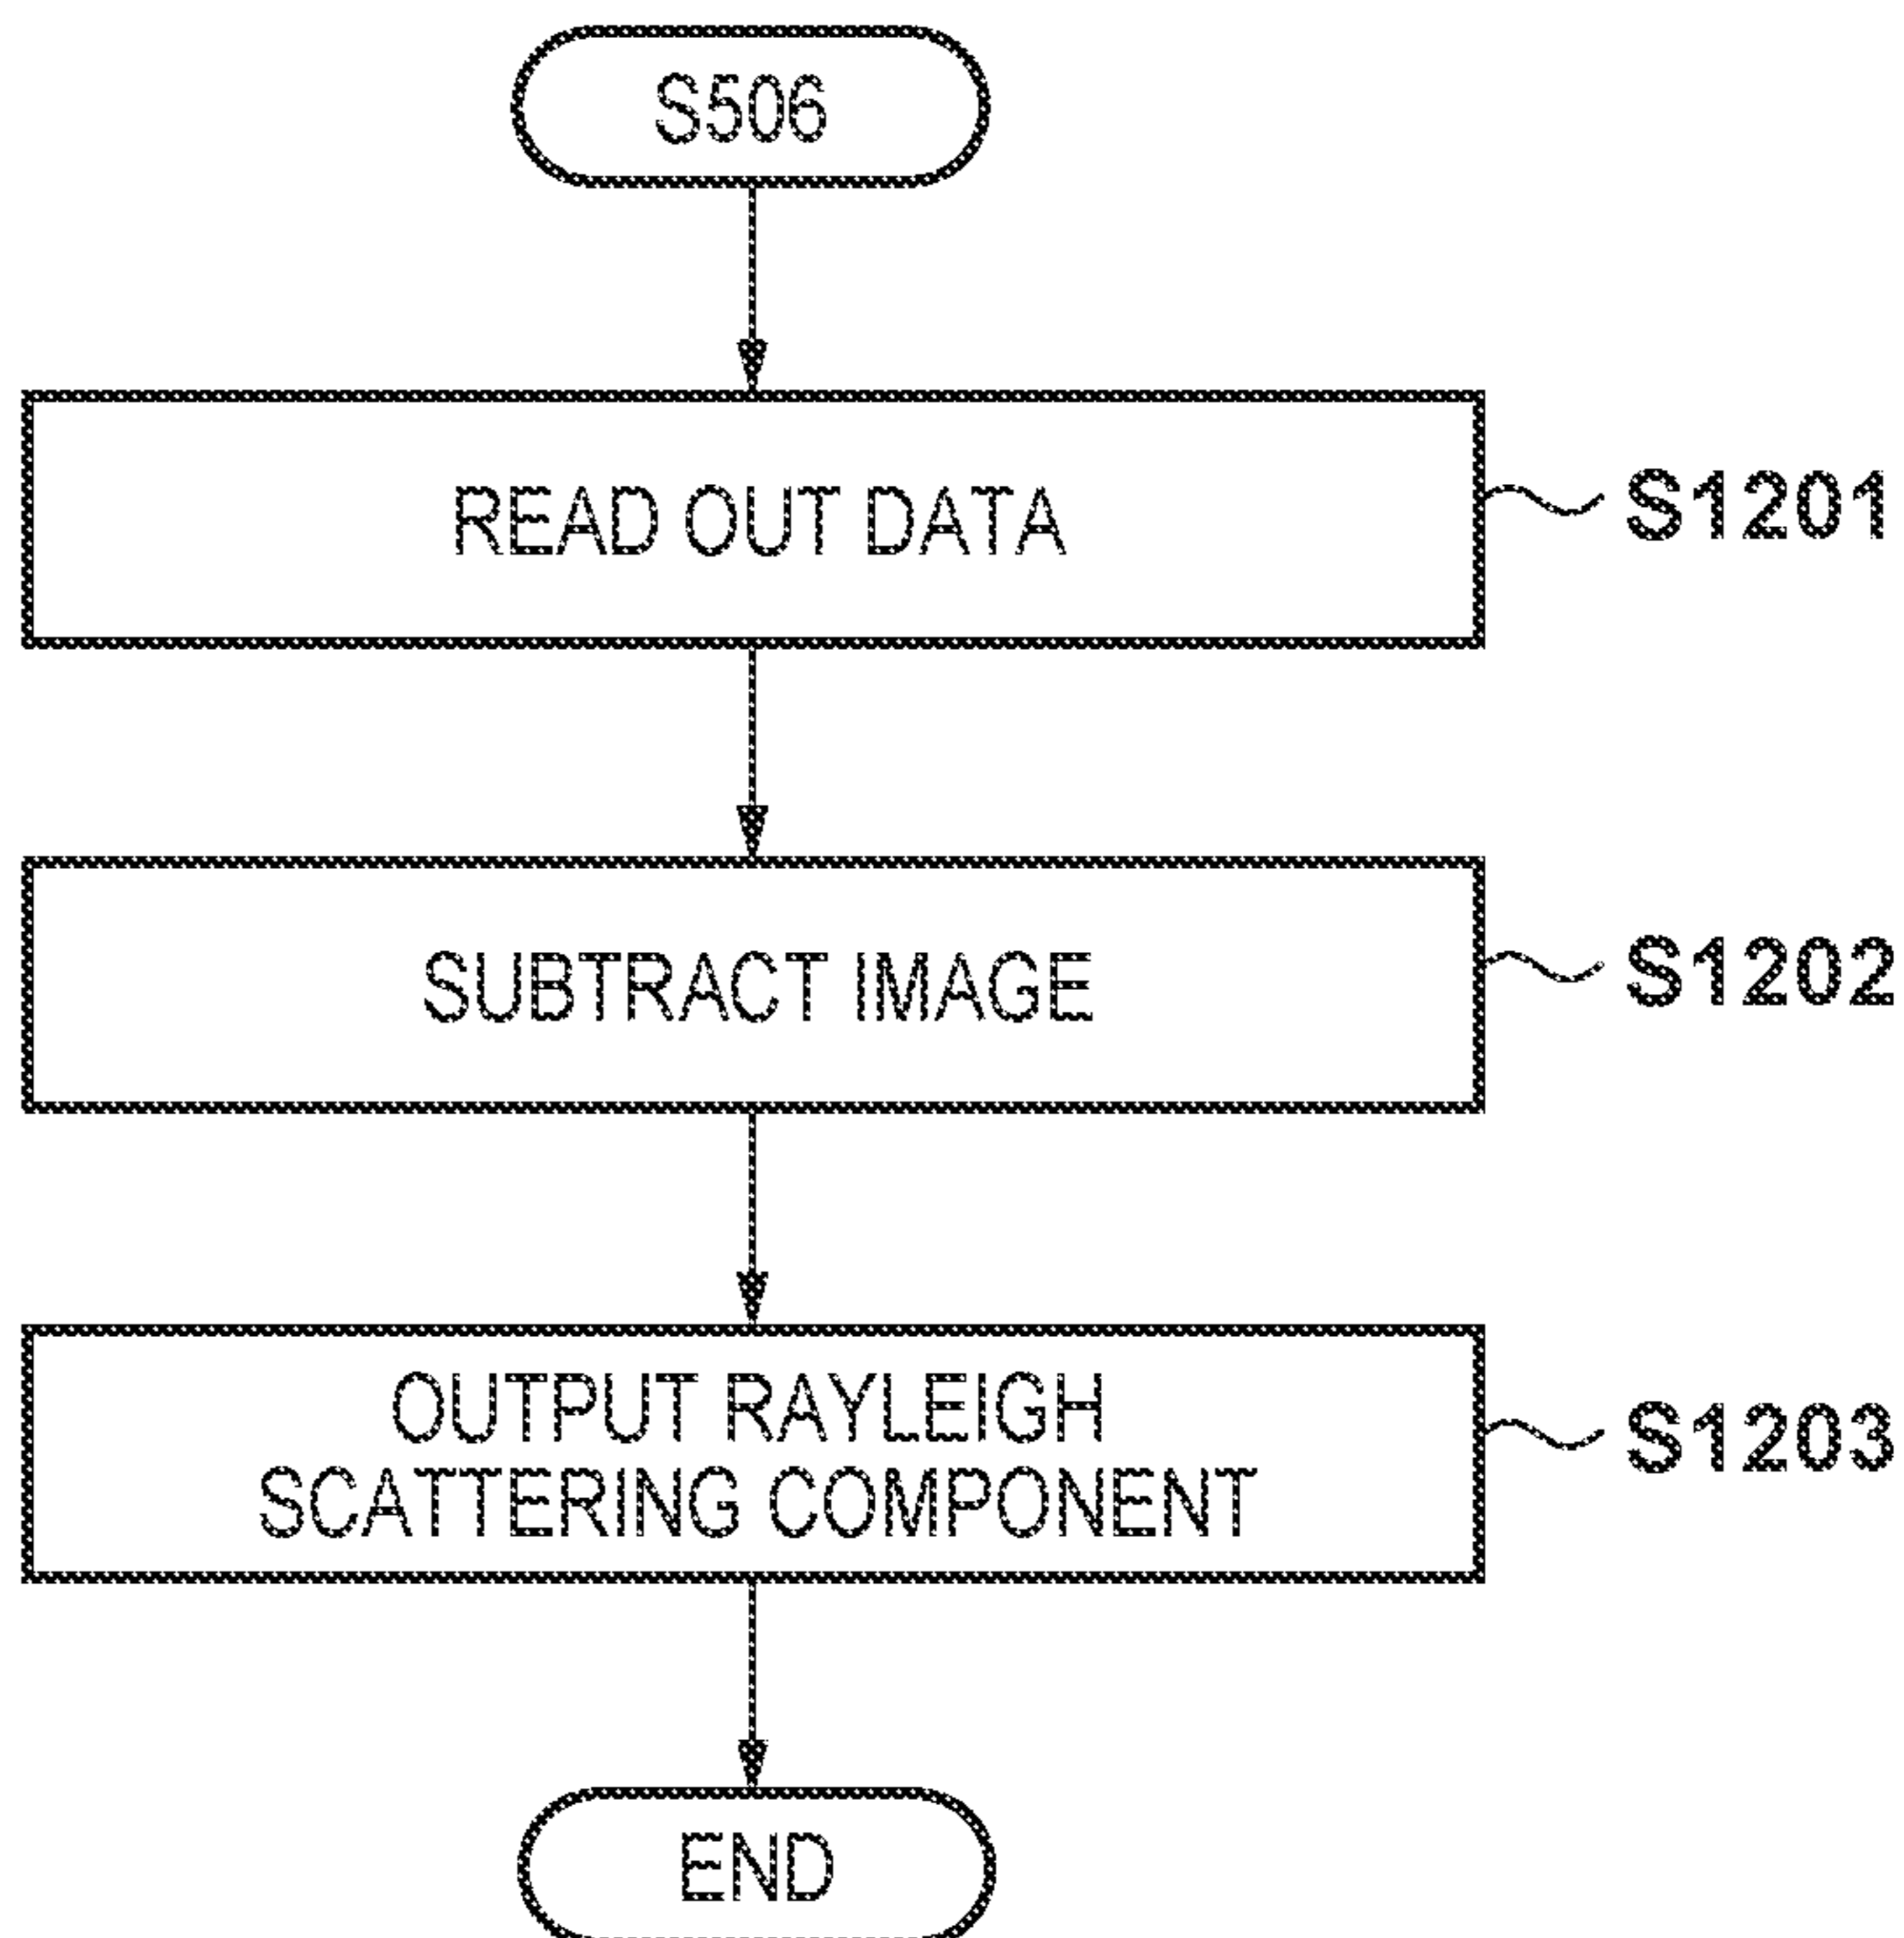 S506
READ OUT DATA
S1201
SUBTRACT IMAGE
S1202
OUTPUT RAYLEIGH
SCATTERING COMPONENT
S1203
END